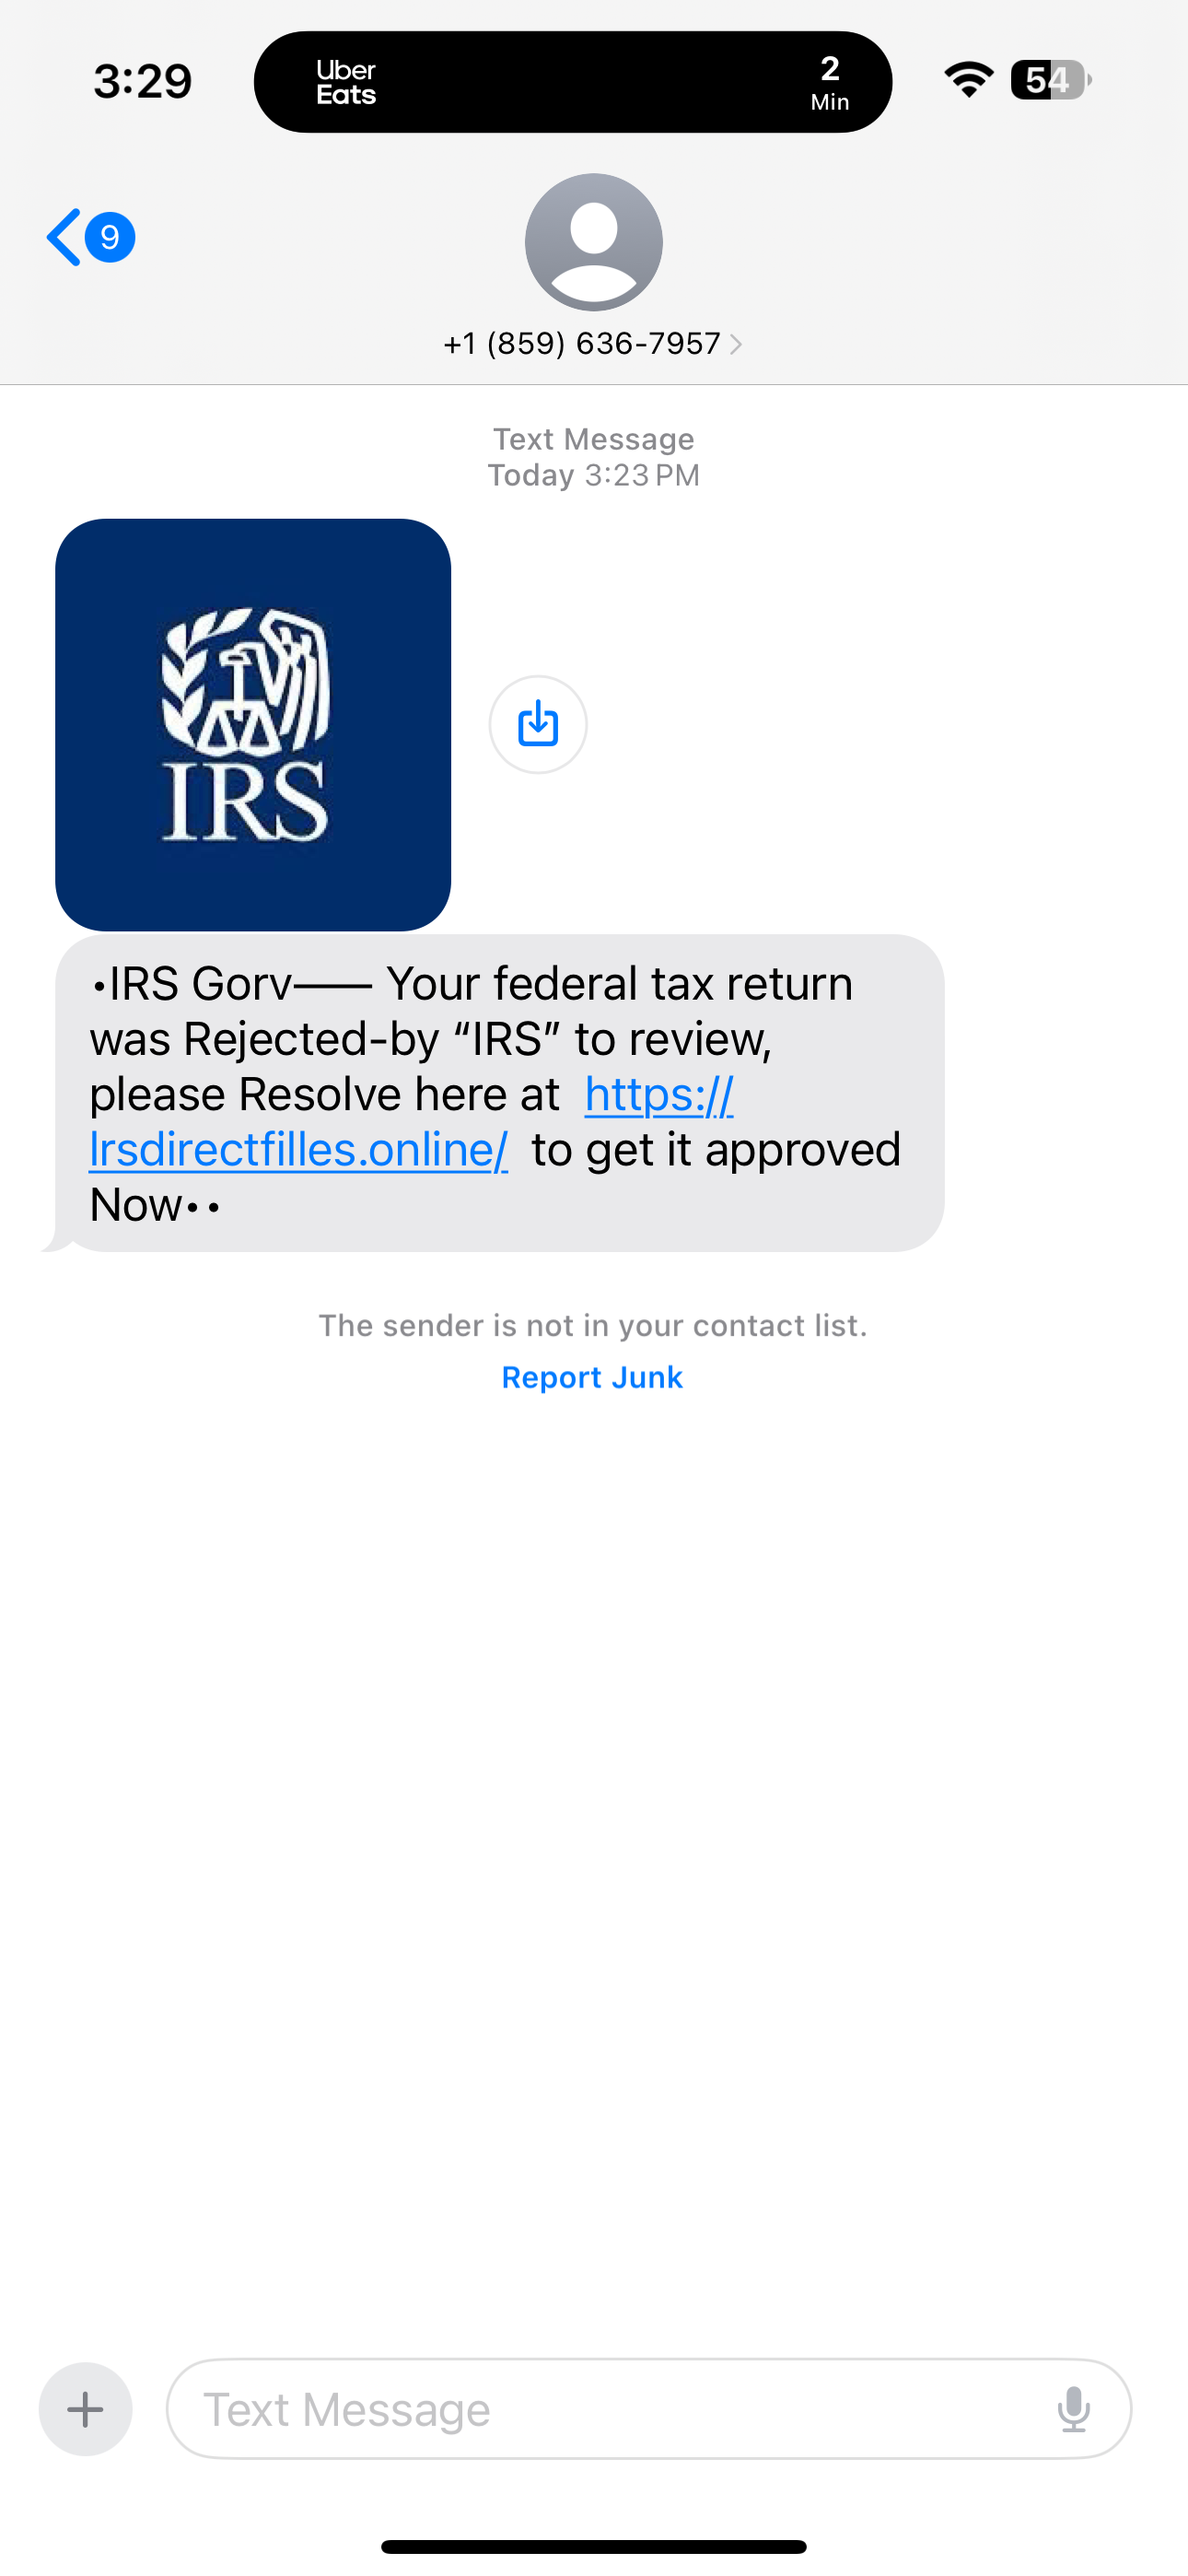 3:29
Uber
Eats
2
Min
54
9
+1 (859) 636-7957
Text Message
Today 3:23 PM
IRS
•IRS Gorv—— Your federal tax return
was Rejected-by “IRS” to review,
please Resolve here at  https://
lrsdirectfilles.online/  to get it approved
Now• •
The sender is not in your contact list.
Report Junk
Text Message